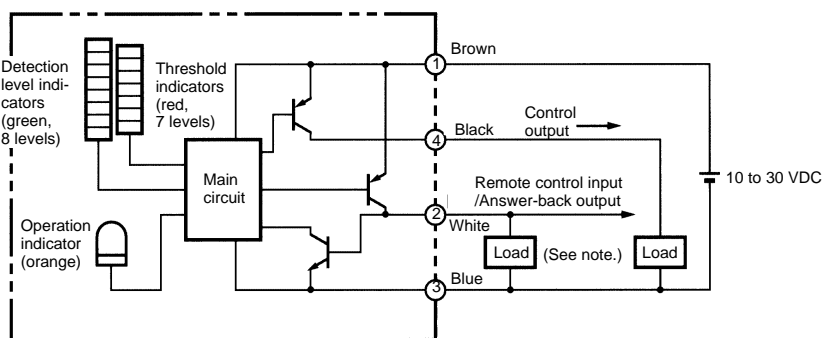 Brown
1
Detection
level indi-
cators
(green,
8 levels)
Threshold
indicators
(red,
7 levels)
Control
output
4
Black
Main
circuit
10 to 30 VDC
Remote control input
/Answer-back output
2
White
Operation
indicator
(orange)
Load
(See note.)
Load
3
Blue